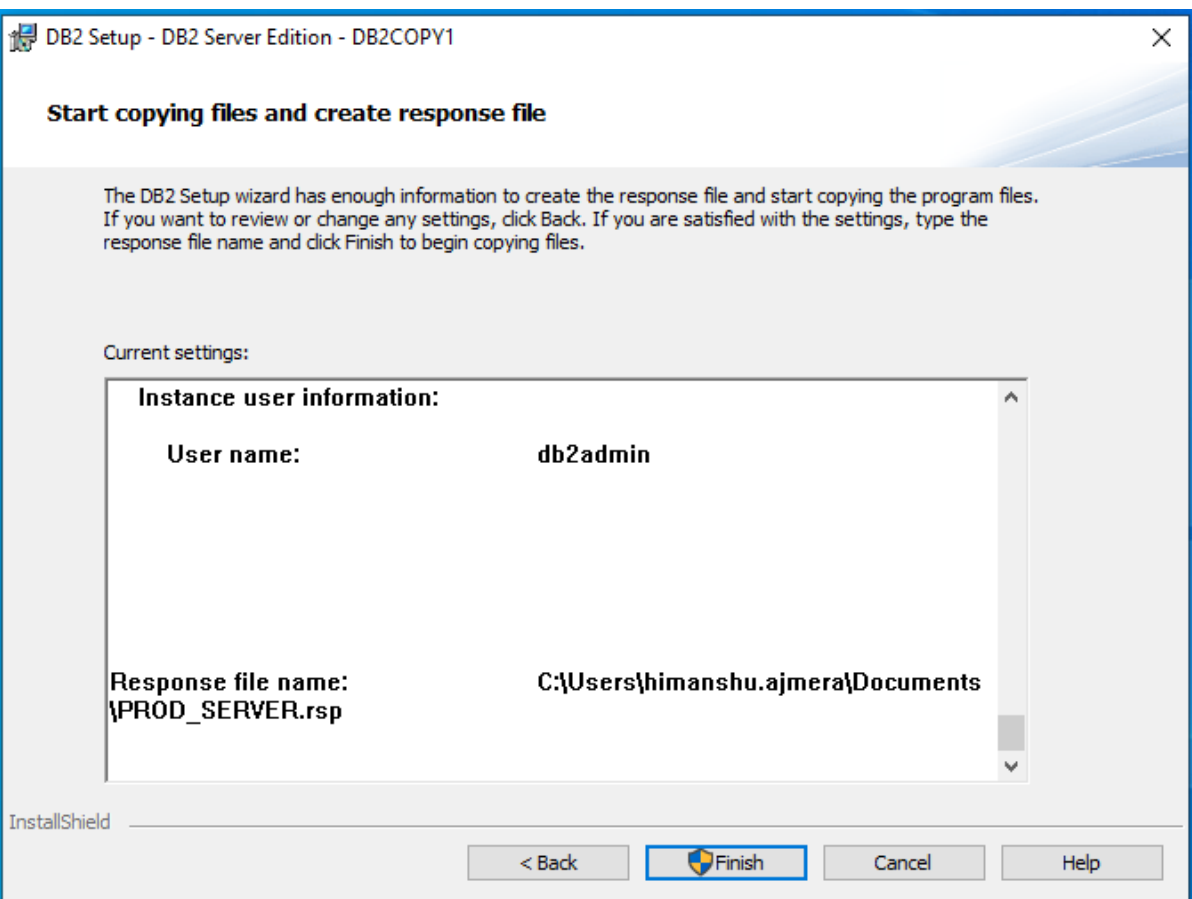 DB2 Setup - DB2 Server Edition - DB2COPY1
Start copying files and create response file
The DB2 Setup wizard has enough information to create the response file and start copying the program files.
If you want to review or change any settings, click Back. If you are satisfied with the settings, type the
response file name and click Finish to begin copying files.
Current settings:
Instance user information:
User name: db2admin
Response file name: C:\Users\himanshu.ajmera\Documents
\PROD_SERVER.rsp
InstallShield
< Back Finish Cancel Help